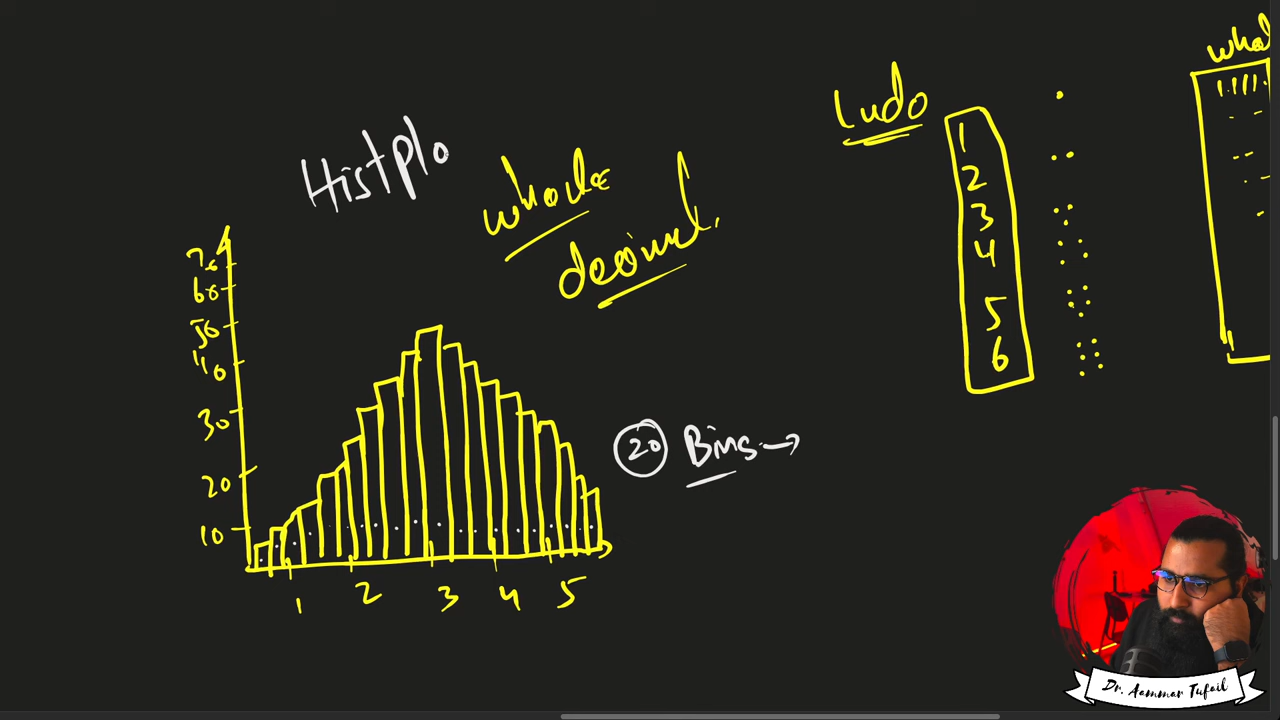 Histplo
whole
decimal.
70
60
50
40
30
20
10
1 2 3 4 5
20 Bins →
ludo
1
2
3
4
5
6
Dr. Aammar Tufail